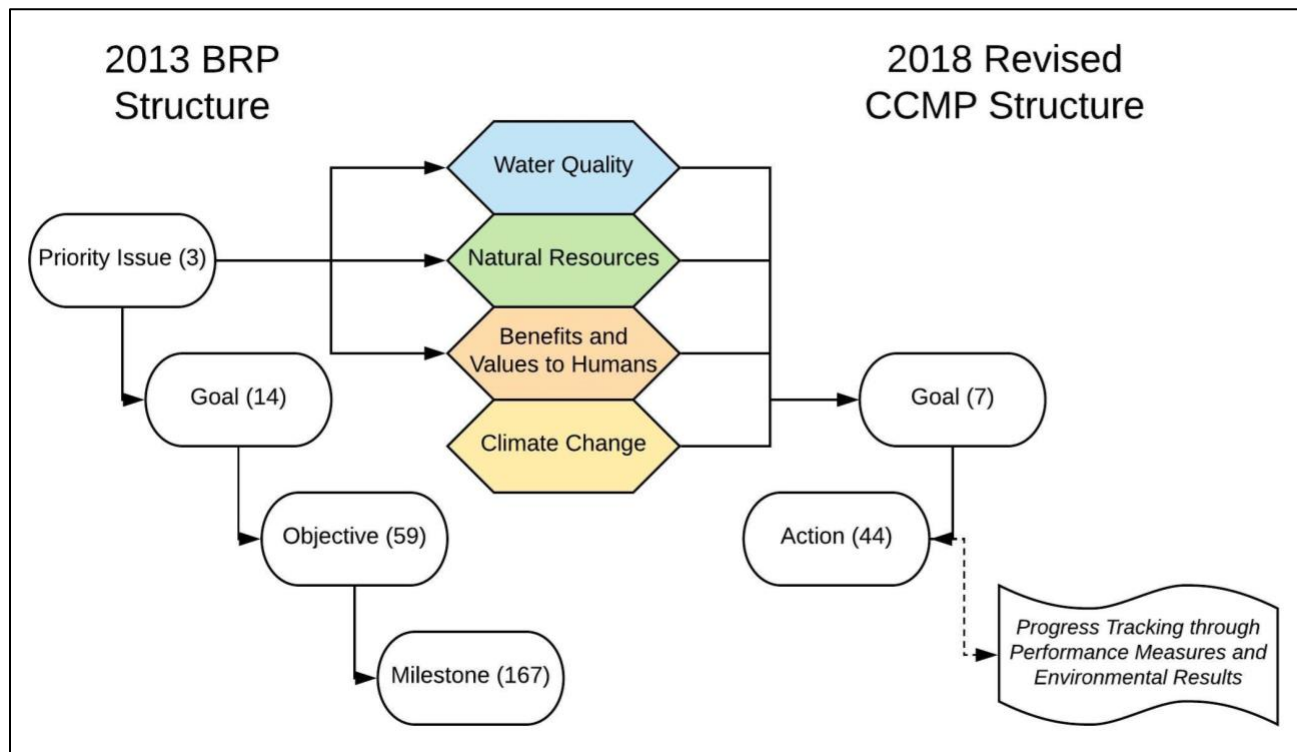 2013 BRP
Structure
2018 Revised
CCMP Structure
Water Quality
Priority Issue (3)
Natural Resources
Benefits and
Values to Humans
Goal (14)
Goal (7)
Climate Change
Objective (59)
Action (44)
Milestone (167)
Progress Tracking through
Performance Measures and
Environmental Results